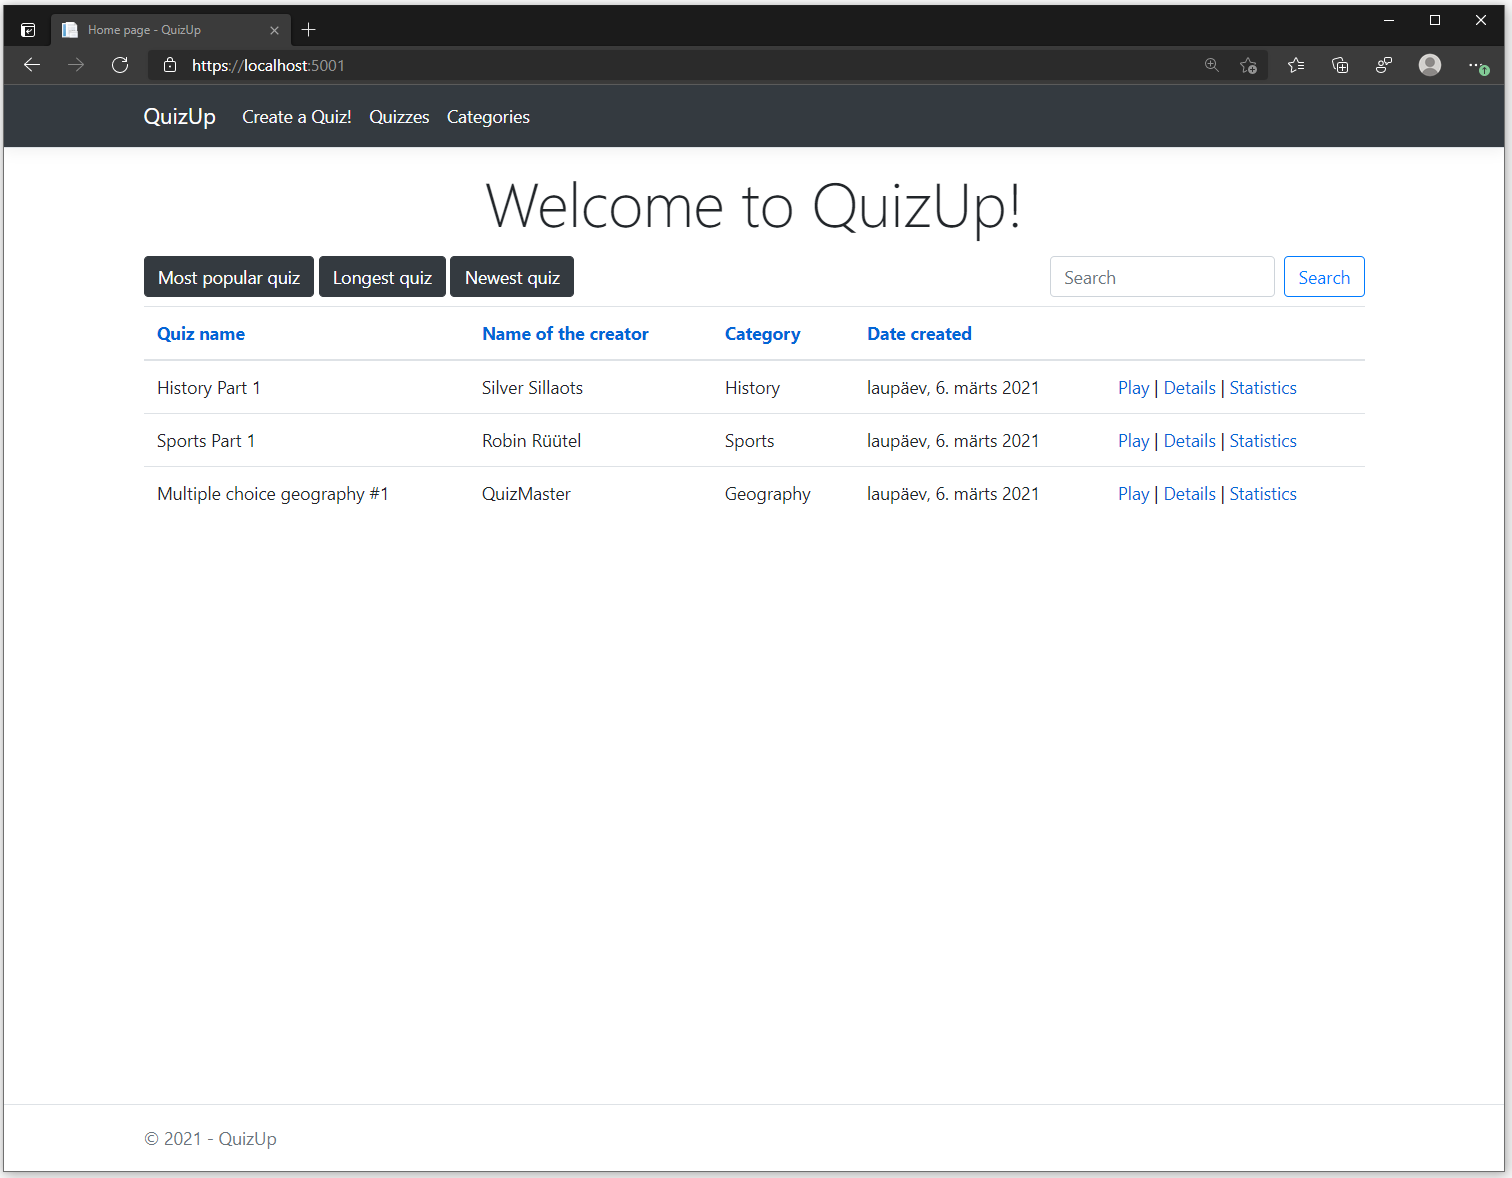 Home page - QuizUp
https://localhost:5001
QuizUp Create a Quiz! Quizzes Categories
Welcome to QuizUp!
Most popular quiz Longest quiz Newest quiz Search Search
Quiz name Name of the creator Category Date created
History Part 1 Silver Sillaots History laupäev, 6. märts 2021 Play | Details | Statistics
Sports Part 1 Robin Rüütel Sports laupäev, 6. märts 2021 Play | Details | Statistics
Multiple choice geography #1 QuizMaster Geography laupäev, 6. märts 2021 Play | Details | Statistics
© 2021 - QuizUp